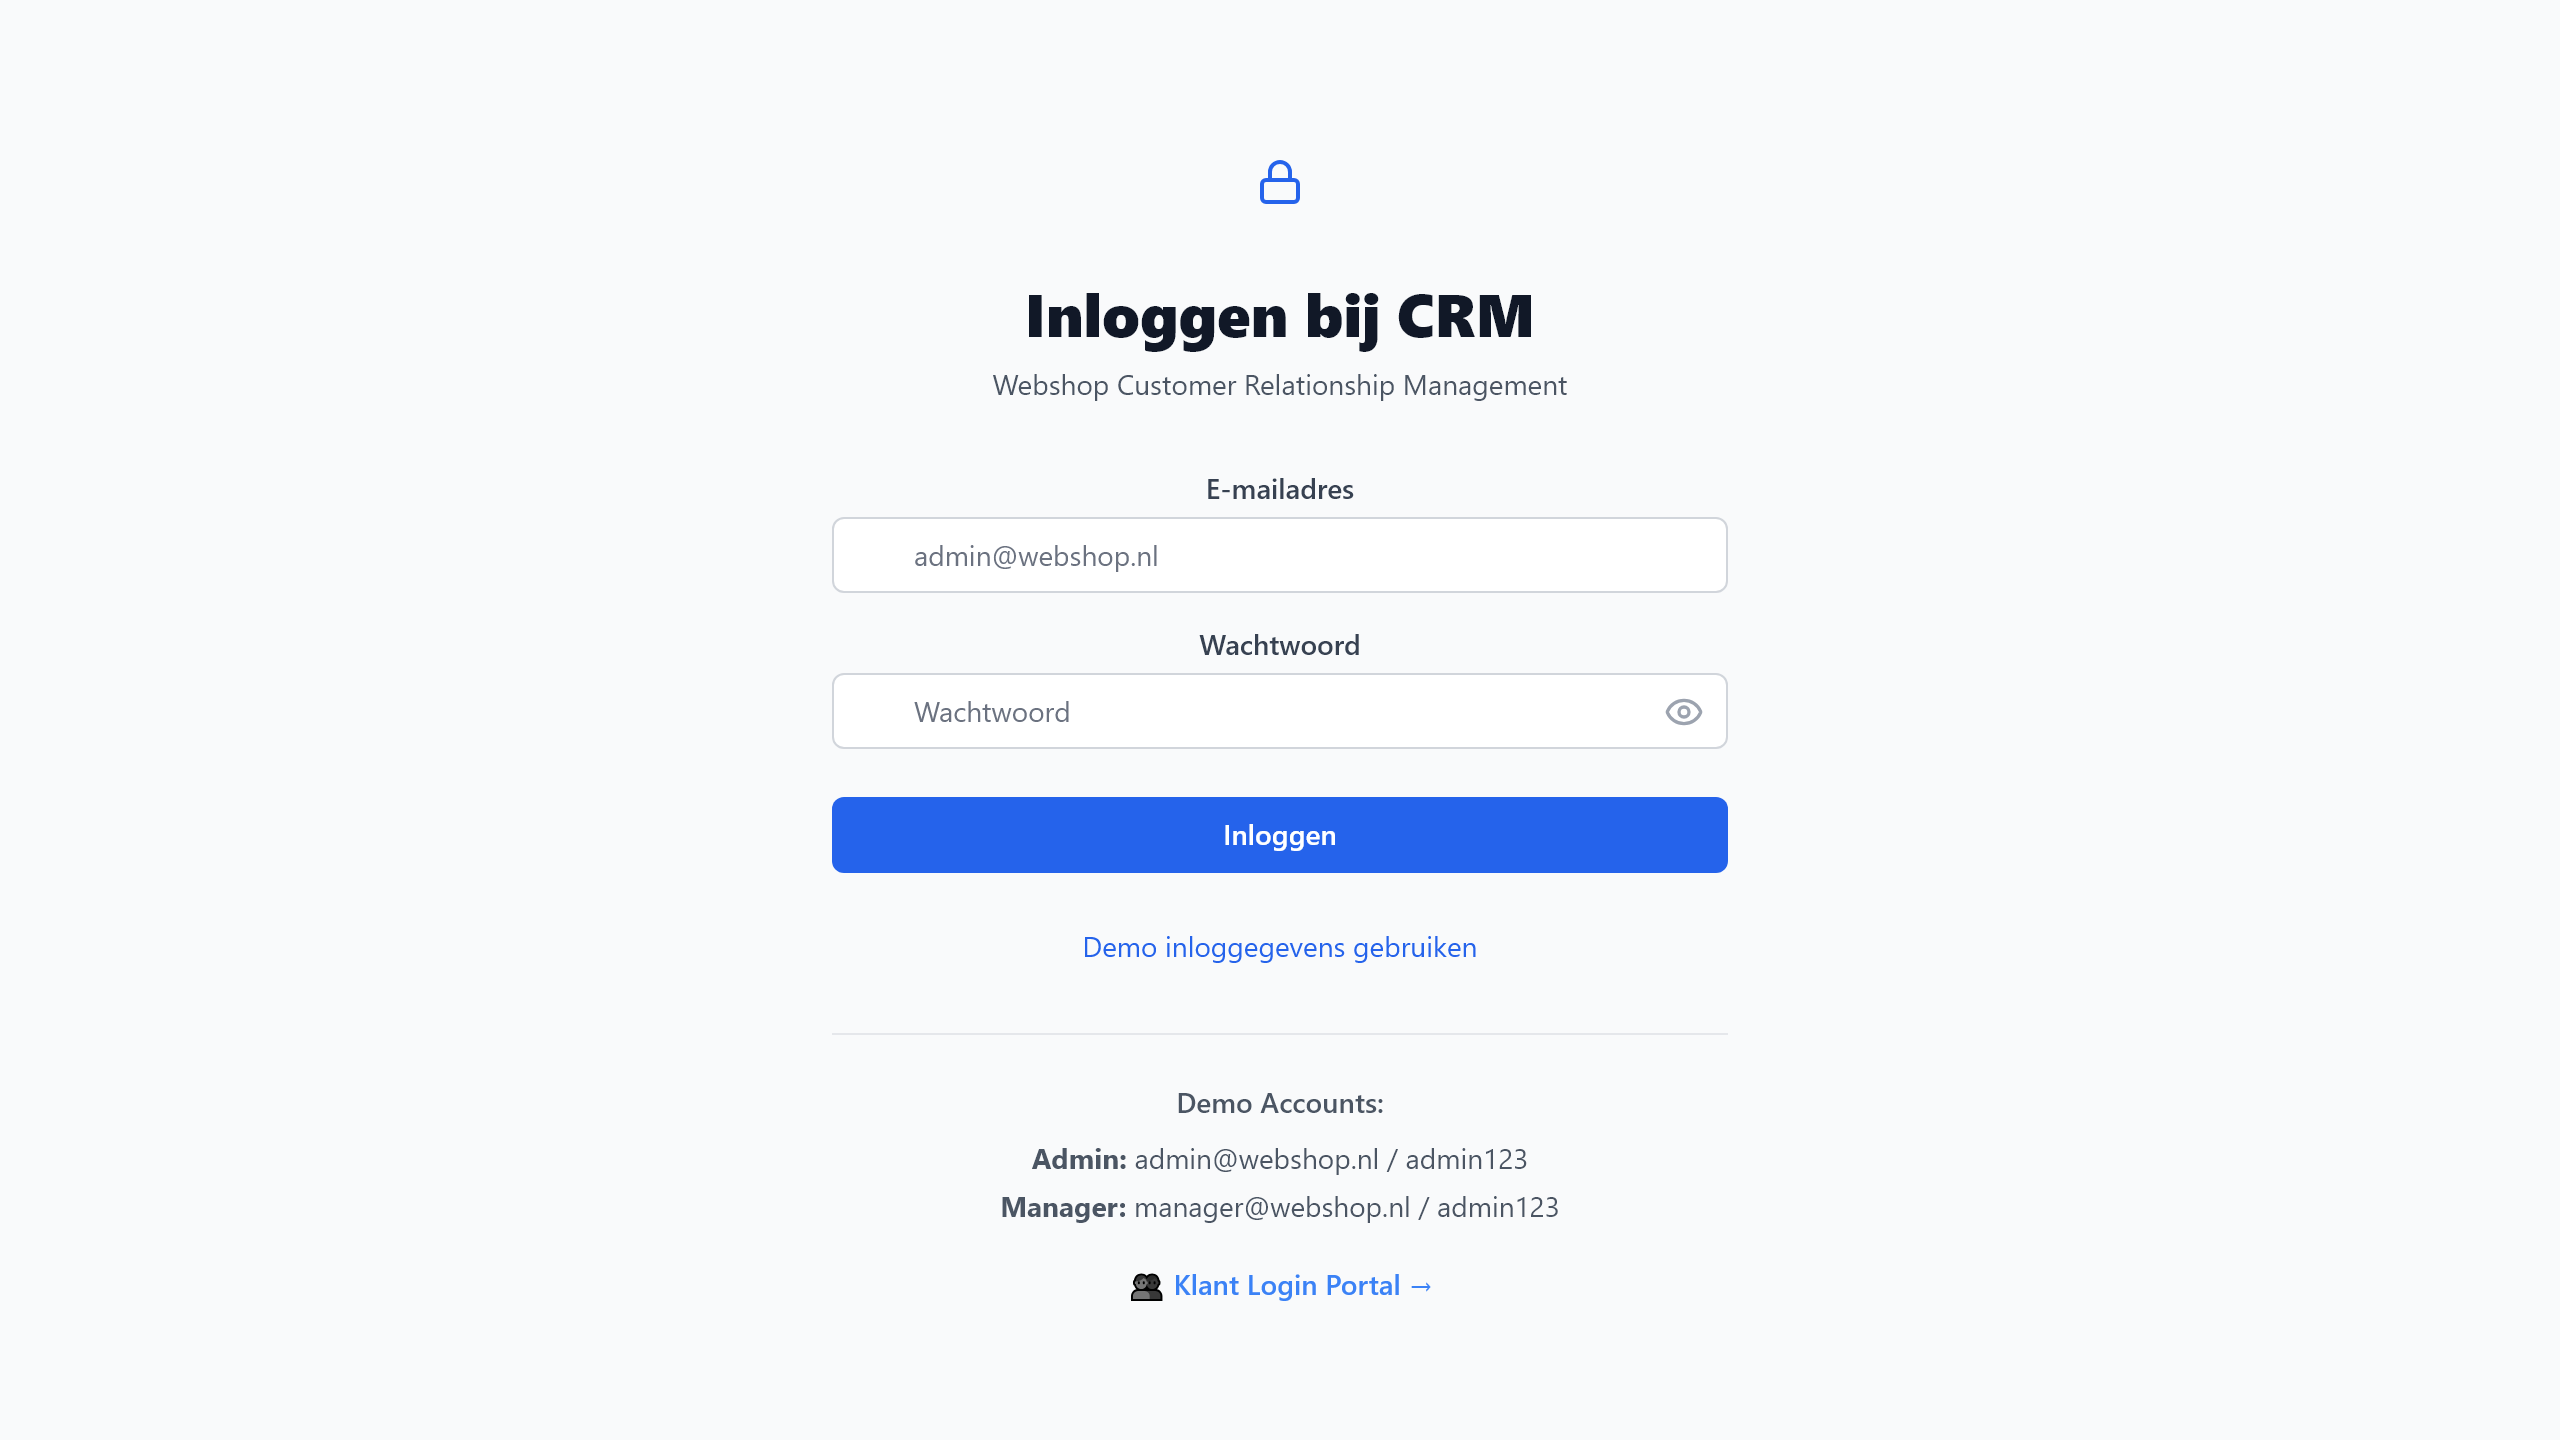 Inloggen bij CRM
Webshop Customer Relationship Management
E-mailadres
admin@webshop.nl
Wachtwoord
Wachtwoord
Inloggen
Demo inloggegevens gebruiken
Demo Accounts:
Admin: admin@webshop.nl / admin123
Manager: manager@webshop.nl / admin123
👥 Klant Login Portal →